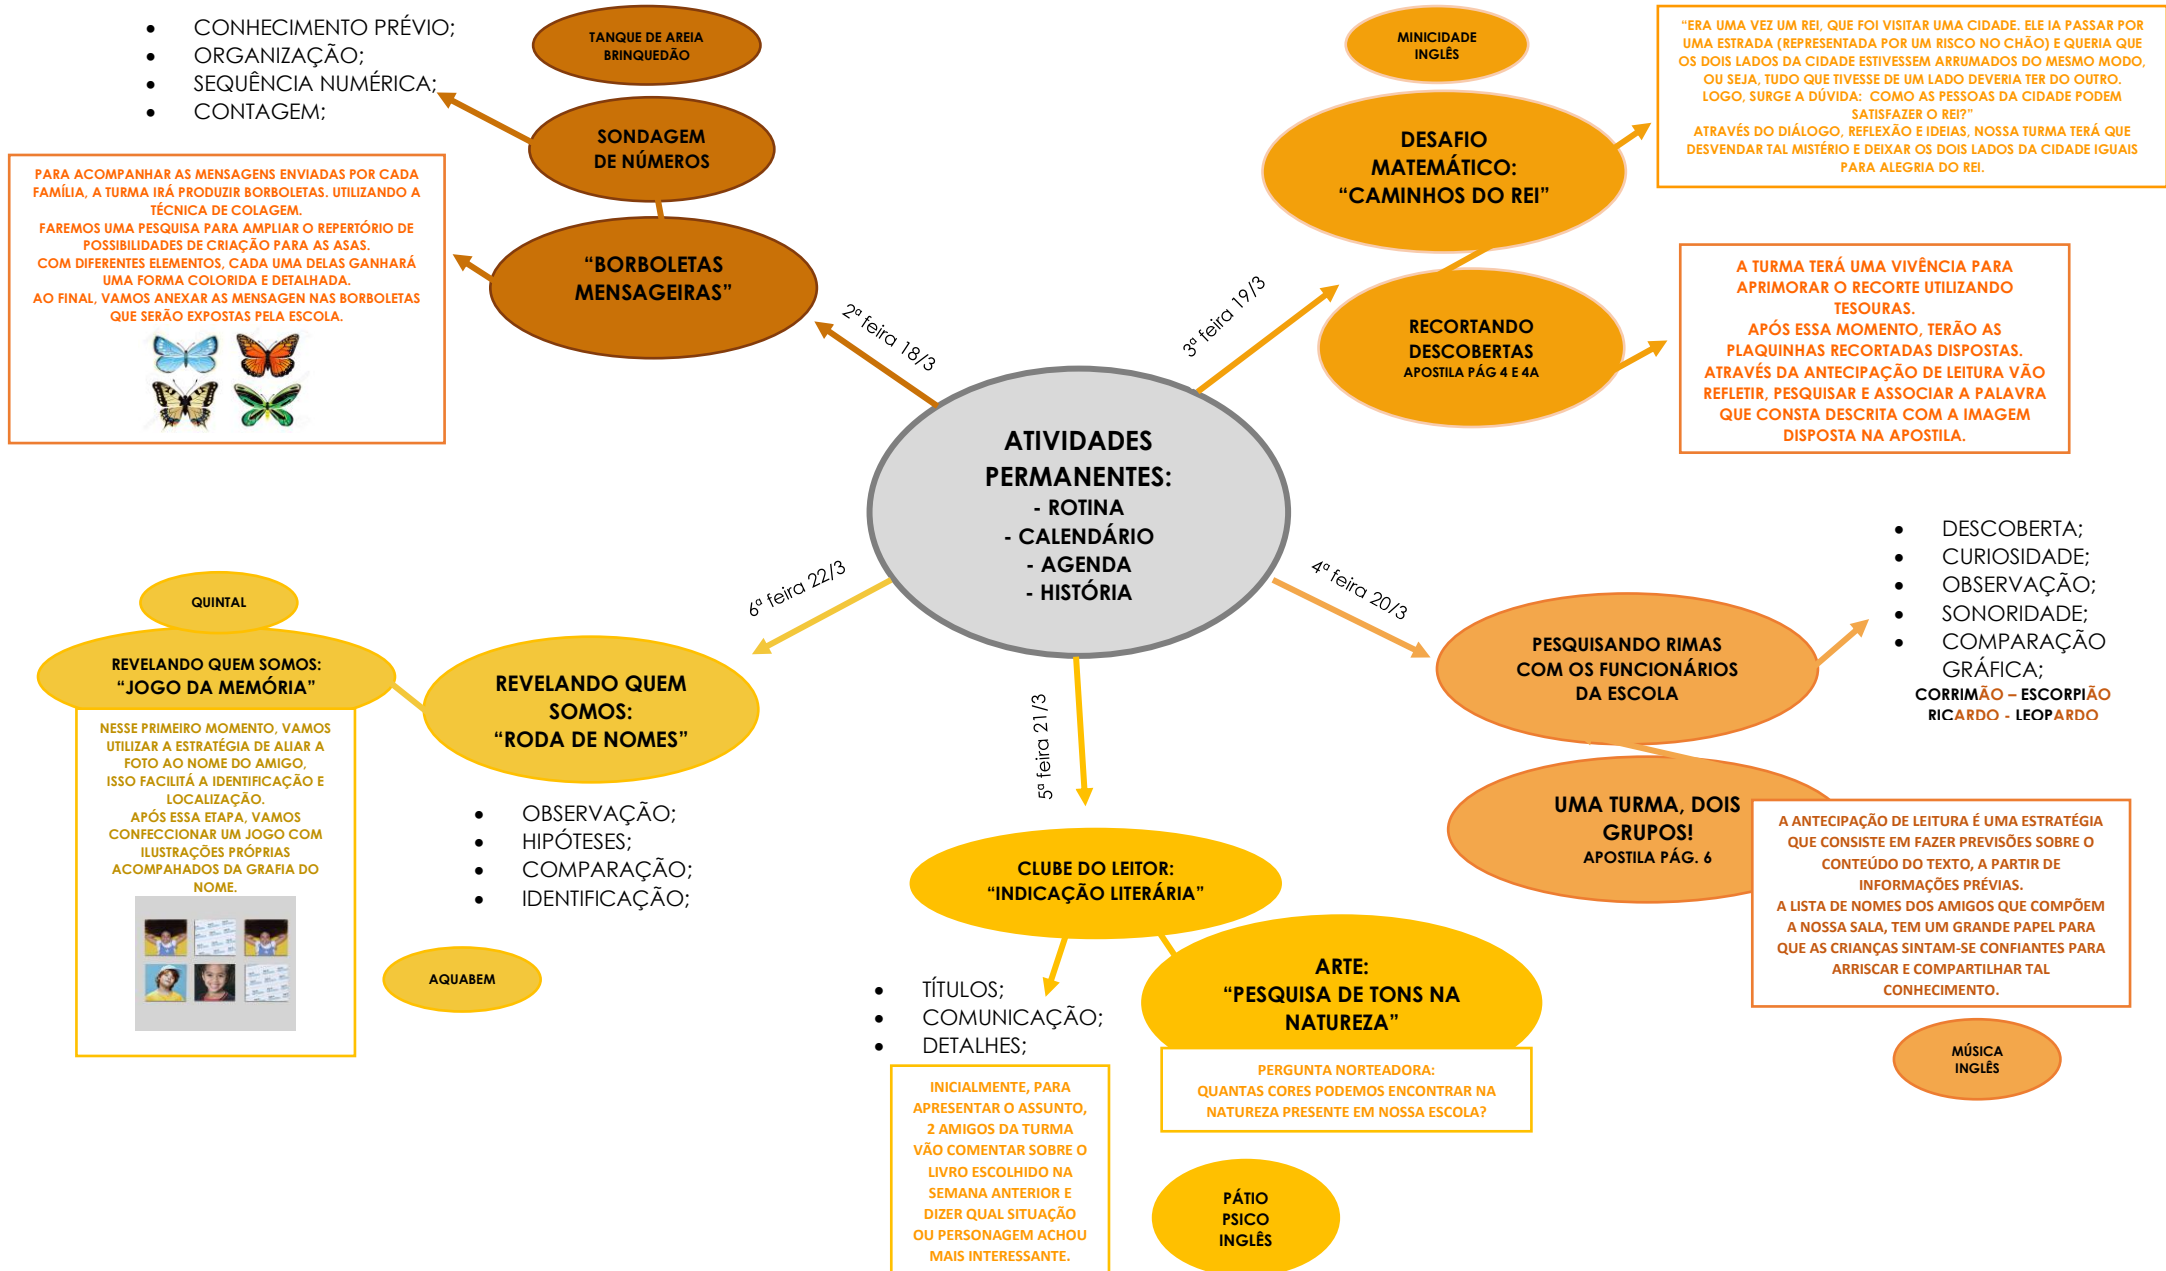 ATIVIDADES
PERMANENTES:
- ROTINA
- CALENDÁRIO
- AGENDA
- HISTÓRIA
2ª feira 18/3
TANQUE DE AREIA
BRINQUEDÃO
SONDAGEM
DE NÚMEROS
• CONHECIMENTO PRÉVIO;
• ORGANIZAÇÃO;
• SEQUÊNCIA NUMÉRICA;
• CONTAGEM;
“BORBOLETAS
MENSAGEIRAS”
PARA ACOMPANHAR AS MENSAGENS ENVIADAS POR CADA
FAMÍLIA, A TURMA IRÁ PRODUZIR BORBOLETAS. UTILIZANDO A
TÉCNICA DE COLAGEM.
FAREMOS UMA PESQUISA PARA AMPLIAR O REPERTÓRIO DE
POSSIBILIDADES DE CRIAÇÃO PARA AS ASAS.
COM DIFERENTES ELEMENTOS, CADA UMA DELAS GANHARÁ
UMA FORMA COLORIDA E DETALHADA.
AO FINAL, VAMOS ANEXAR AS MENSAGEN NAS BORBOLETAS
QUE SERÃO EXPOSTAS PELA ESCOLA.
3ª feira 19/3
MINICIDADE
INGLÊS
DESAFIO
MATEMÁTICO:
“CAMINHOS DO REI”
“ERA UMA VEZ UM REI, QUE FOI VISITAR UMA CIDADE. ELE IA PASSAR POR
UMA ESTRADA (REPRESENTADA POR UM RISCO NO CHÃO) E QUERIA QUE
OS DOIS LADOS DA CIDADE ESTIVESSEM ARRUMADOS DO MESMO MODO,
OU SEJA, TUDO QUE TIVESSE DE UM LADO DEVERIA TER DO OUTRO.
LOGO, SURGE A DÚVIDA: COMO AS PESSOAS DA CIDADE PODEM
SATISFAZER O REI?”
ATRAVÉS DO DIÁLOGO, REFLEXÃO E IDEIAS, NOSSA TURMA TERÁ QUE
DESVENDAR TAL MISTÉRIO E DEIXAR OS DOIS LADOS DA CIDADE IGUAIS
PARA ALEGRIA DO REI.
RECORTANDO
DESCOBERTAS
APOSTILA PÁG 4 E 4A
A TURMA TERÁ UMA VIVÊNCIA PARA
APRIMORAR O RECORTE UTILIZANDO
TESOURAS.
APÓS ESSA MOMENTO, TERÃO AS
PLAQUINHAS RECORTADAS DISPOSTAS.
ATRAVÉS DA ANTECIPAÇÃO DE LEITURA VÃO
REFLETIR, PESQUISAR E ASSOCIAR A PALAVRA
QUE CONSTA DESCRITA COM A IMAGEM
DISPOSTA NA APOSTILA.
4ª feira 20/3
PESQUISANDO RIMAS
COM OS FUNCIONÁRIOS
DA ESCOLA
• DESCOBERTA;
• CURIOSIDADE;
• OBSERVAÇÃO;
• SONORIDADE;
• COMPARAÇÃO
GRÁFICA;
CORRIMÃO – ESCORPIÃO
RICARDO - LEOPARDO
UMA TURMA, DOIS
GRUPOS!
APOSTILA PÁG. 6
A ANTECIPAÇÃO DE LEITURA É UMA ESTRATÉGIA
QUE CONSISTE EM FAZER PREVISÕES SOBRE O
CONTEÚDO DO TEXTO, A PARTIR DE
INFORMAÇÕES PRÉVIAS.
A LISTA DE NOMES DOS AMIGOS QUE COMPÕEM
A NOSSA SALA, TEM UM GRANDE PAPEL PARA
QUE AS CRIANÇAS SINTAM-SE CONFIANTES PARA
ARRISCAR E COMPARTILHAR TAL
CONHECIMENTO.
MÚSICA
INGLÊS
5ª feira 21/3
CLUBE DO LEITOR:
“INDICAÇÃO LITERÁRIA”
• TÍTULOS;
• COMUNICAÇÃO;
• DETALHES;
INICIALMENTE, PARA
APRESENTAR O ASSUNTO,
2 AMIGOS DA TURMA
VÃO COMENTAR SOBRE O
LIVRO ESCOLHIDO NA
SEMANA ANTERIOR E
DIZER QUAL SITUAÇÃO
OU PERSONAGEM ACHOU
MAIS INTERESSANTE.
ARTE:
“PESQUISA DE TONS NA
NATUREZA”
PERGUNTA NORTEADORA:
QUANTAS CORES PODEMOS ENCONTRAR NA
NATUREZA PRESENTE EM NOSSA ESCOLA?
PÁTIO
PSICO
INGLÊS
6ª feira 22/3
REVELANDO QUEM
SOMOS:
“RODA DE NOMES”
• OBSERVAÇÃO;
• HIPÓTESES;
• COMPARAÇÃO;
• IDENTIFICAÇÃO;
QUINTAL
REVELANDO QUEM SOMOS:
“JOGO DA MEMÓRIA”
NESSE PRIMEIRO MOMENTO, VAMOS
UTILIZAR A ESTRATÉGIA DE ALIAR A
FOTO AO NOME DO AMIGO,
ISSO FACILITÁ A IDENTIFICAÇÃO E
LOCALIZAÇÃO.
APÓS ESSA ETAPA, VAMOS
CONFECCIONAR UM JOGO COM
ILUSTRAÇÕES PRÓPRIAS
ACOMPAHADOS DA GRAFIA DO
NOME.
AQUABEM